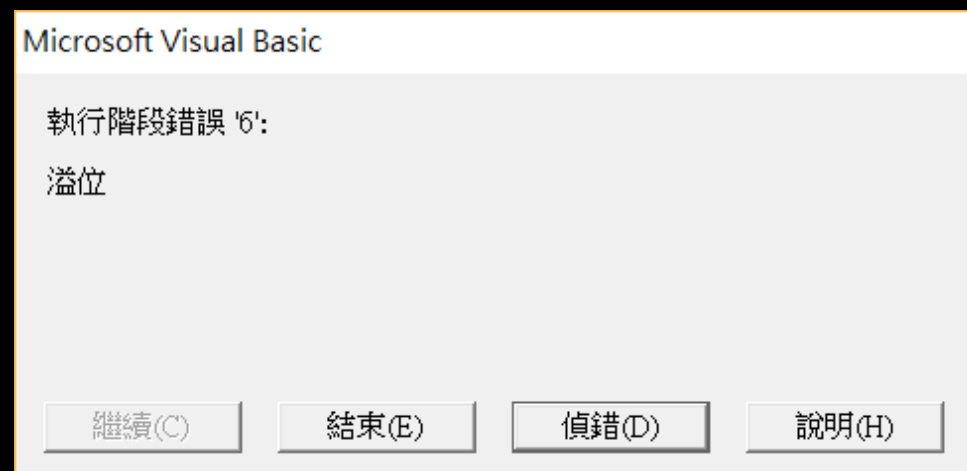 Microsoft Visual Basic
執行階段錯誤 '6':
溢位
繼續(C)
結束(E)
偵錯(D)
說明(H)